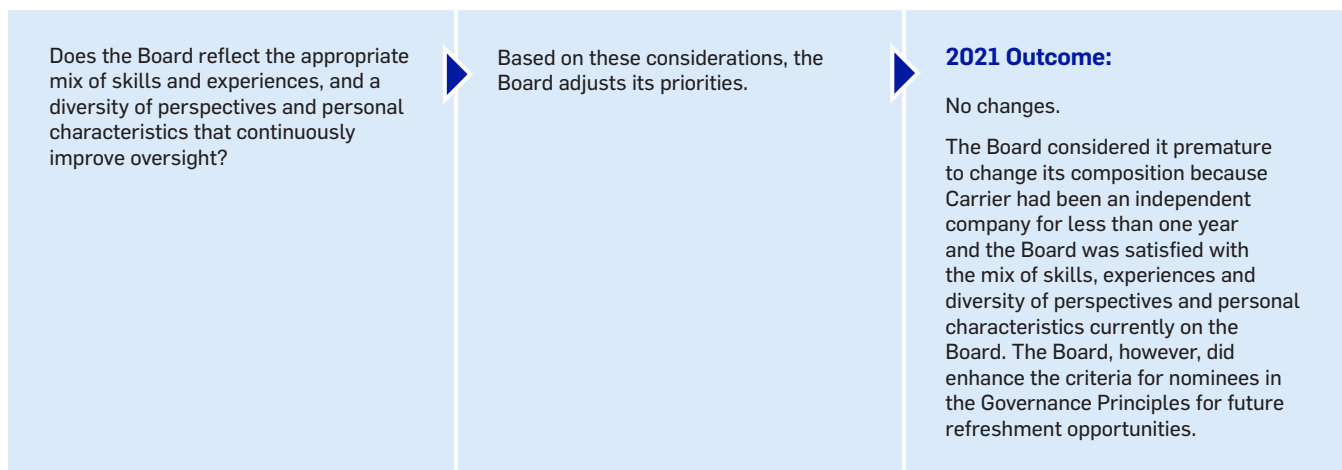 Does the Board reflect the appropriate
mix of skills and experiences, and a
diversity of perspectives and personal
characteristics that continuously
improve oversight?
Based on these considerations, the
Board adjusts its priorities.
2021 Outcome:
No changes.
The Board considered it premature
to change its composition because
Carrier had been an independent
company for less than one year
and the Board was satisfied with
the mix of skills, experiences and
diversity of perspectives and personal
characteristics currently on the
Board. The Board, however, did
enhance the criteria for nominees in
the Governance Principles for future
refreshment opportunities.